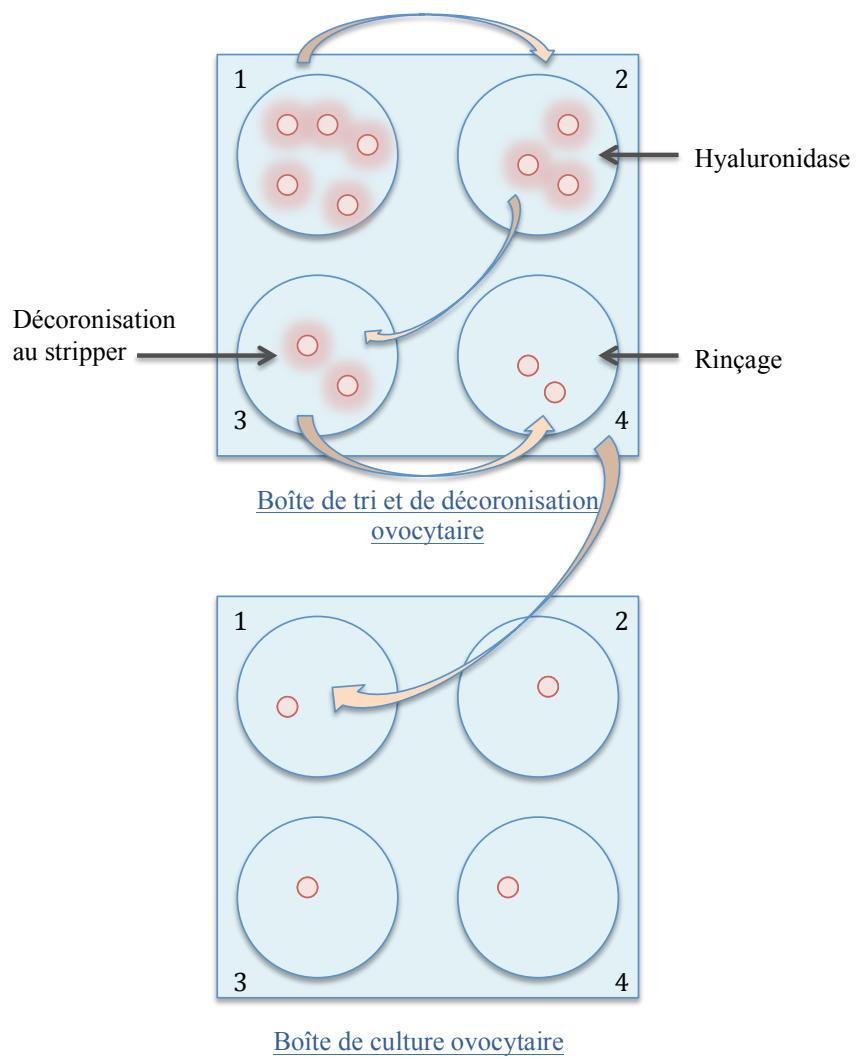 1
2
Hyaluronidase
Décoronisation
au stripper
Rinçage
3
4
Boîte de tri et de décoronisation
ovocytaire
1
2
3
4
Boîte de culture ovocytaire